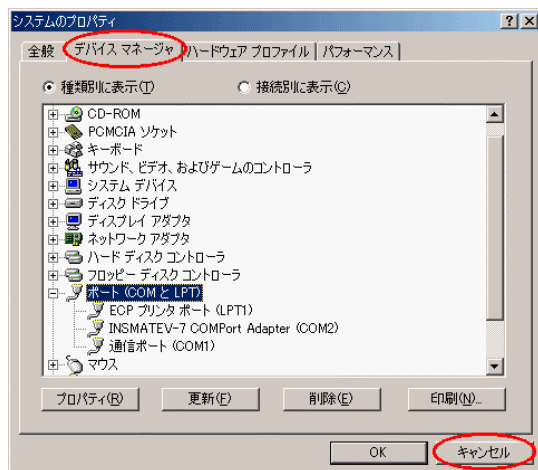 システムのプロパティ
全般 デバイス マネージャ ハードウェア プロファイル パフォーマンス
種類別に表示(T) 接続別に表示(C)
CD-ROM
PCMCIA ソケット
キーボード
サウンド、ビデオ、およびゲームのコントローラ
システム デバイス
ディスク ドライブ
ディスプレイ アダプタ
ネットワーク アダプタ
ハード ディスク コントローラ
フロッピー ディスク コントローラ
ポート (COM と LPT)
ECP プリンタ ポート (LPT1)
INSMATEV-7 COMPort Adapter (COM2)
通信ポート (COM1)
マウス
プロパティ(R) 更新(F) 削除(E) 印刷(N)...
OK キャンセル